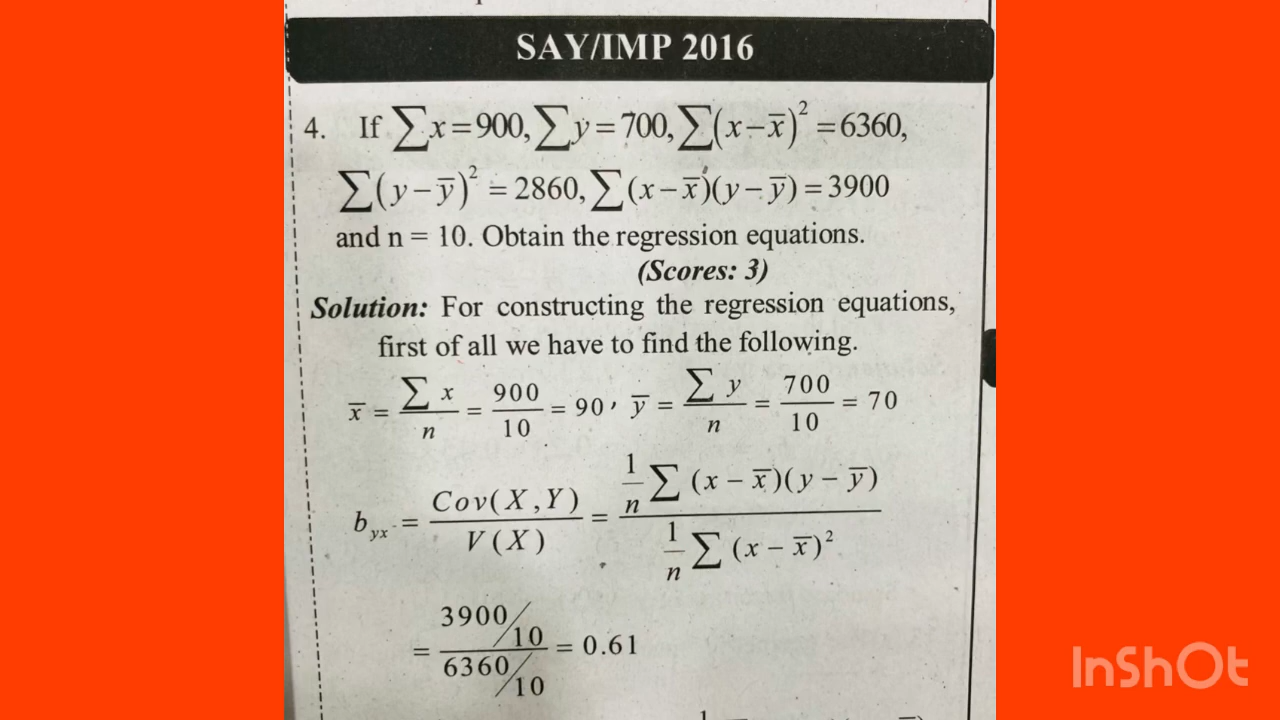 SAY/IMP 2016
4. If ∑x=900, ∑y=700, ∑(x−x̄)² =6360,
∑(y−ȳ)² = 2860, ∑(x−x̄)(y−ȳ) = 3900
and n = 10. Obtain the regression equations.
(Scores: 3)
Solution: For constructing the regression equations,
first of all we have to find the following.
x̄ = ∑x/n = 900/10 = 90, ȳ = ∑y/n = 700/10 = 70
b_yx = Cov(X,Y)/V(X) = (1/n ∑(x−x̄)(y−ȳ))/(1/n ∑(x−x̄)²)
= (3900/10)/(6360/10) = 0.61
InShOt